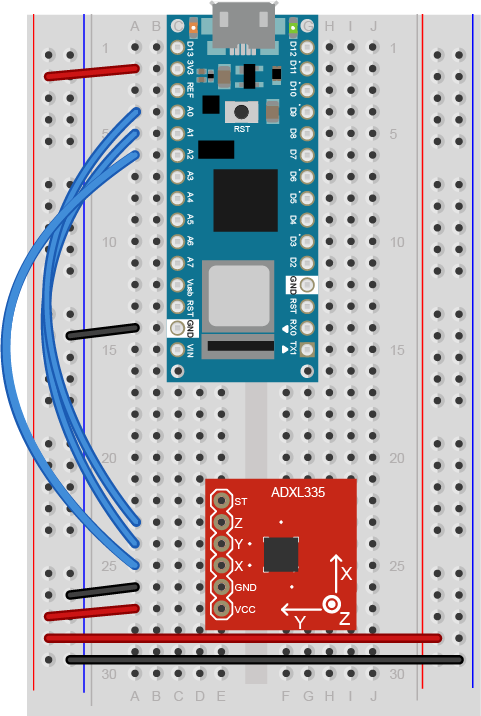 A B C G H I J
1 D13 D12 1
3V3 D11
REF D10
A0 D9
RST
5 A1 D8 5
A2 D7
A3 D6
A4 D5
A5 D4
10 A6 D3 10
A7 D2
Vusb GND
RST RST
GND RX0
15 VIN TX1 15
20 20
ADXL335
ST
Z
Y
25 X 25
GND X
VCC Y Z
30 30
A B C D E F G H I J